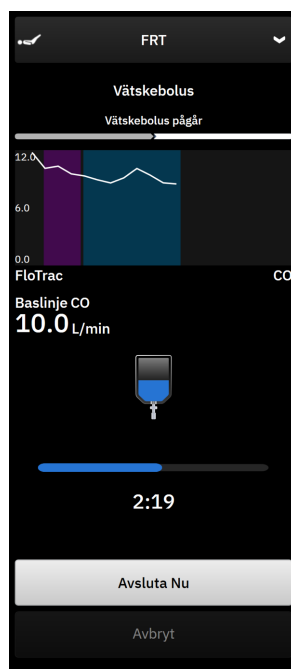 FRT
Vätskebolus
Vätskebolus pågår
12.0
6.0
0.0
FloTrac CO
Baslinje CO
10.0 L/min
2:19
Avsluta Nu
Avbryt